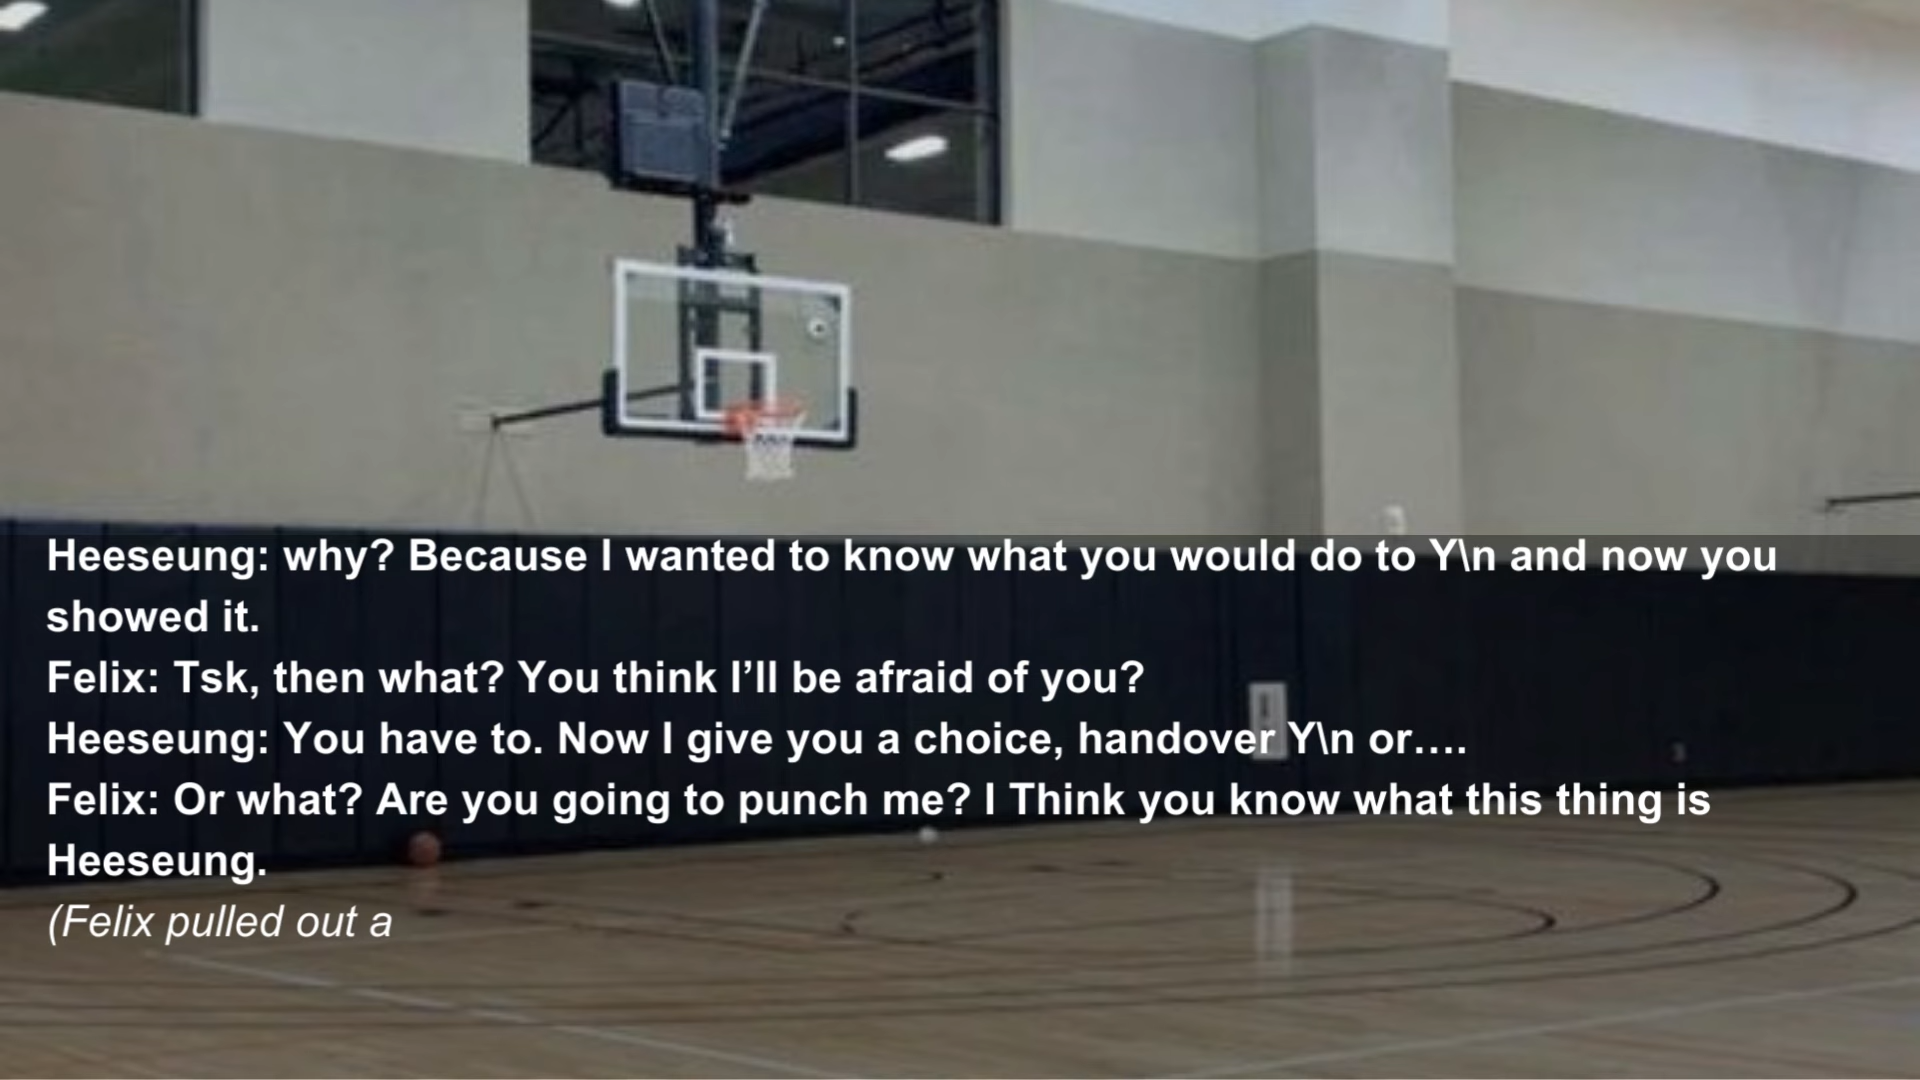 Heeseung: why? Because I wanted to know what you would do to Y\n and now you
showed it.
Felix: Tsk, then what? You think I’ll be afraid of you?
Heeseung: You have to. Now I give you a choice, handover Y\n or….
Felix: Or what? Are you going to punch me? I Think you know what this thing is
Heeseung.
(Felix pulled out a